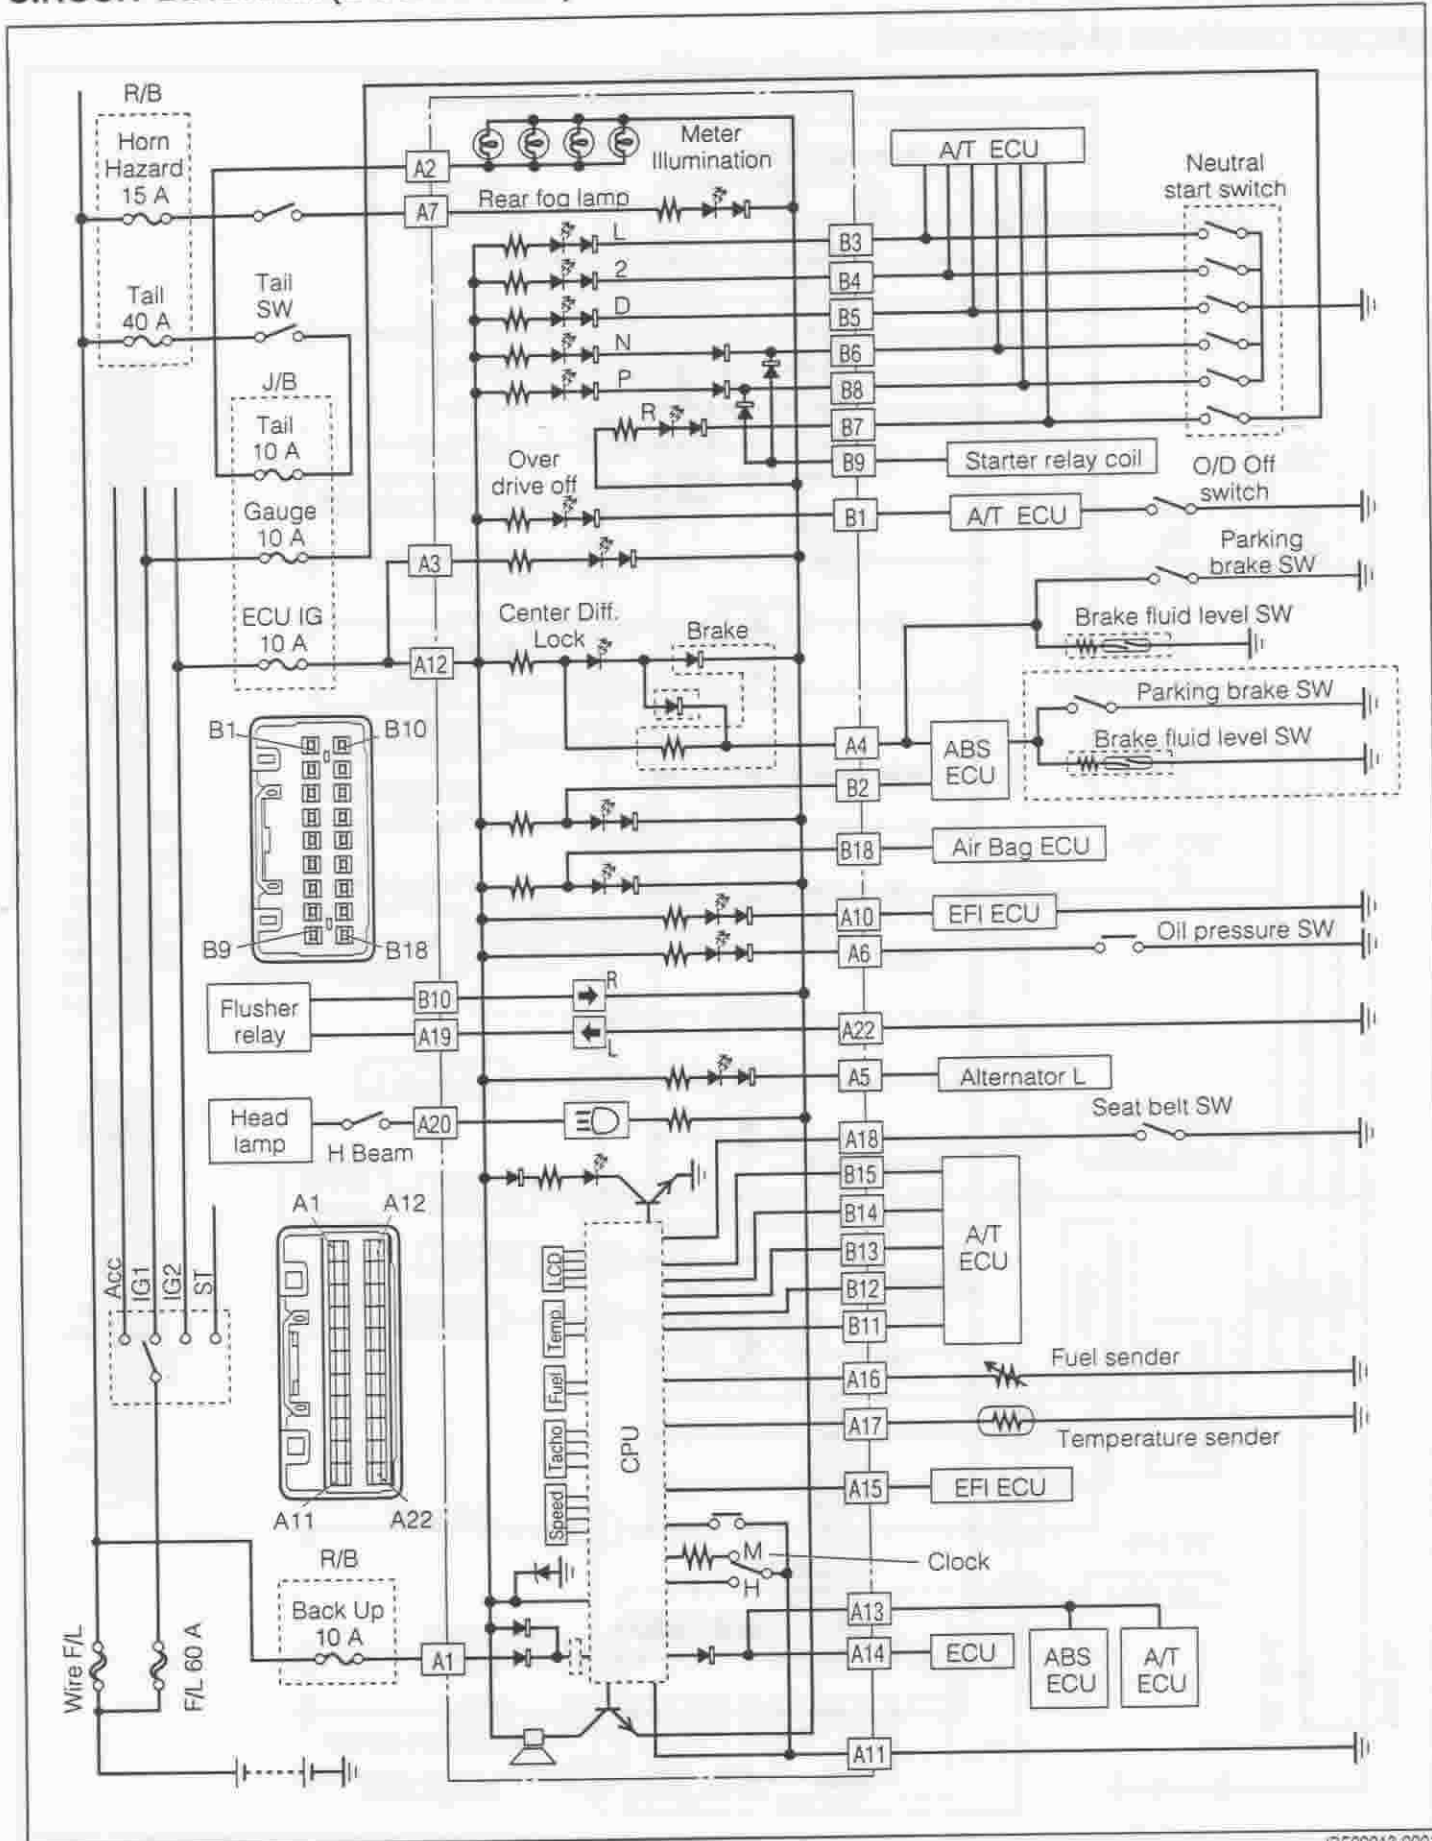 R/B
Horn
Hazard
15 A
Tail
40 A
Tail
SW
J/B
Tail
10 A
Gauge
10 A
ECU IG
10 A
A2
Meter
Illumination
A7
Rear fog lamp
L
2
D
N
P
R
Over
drive off
A3
Center Diff.
Lock
Brake
A12
A/T ECU
Neutral
start switch
B3
B4
B5
B6
B8
B7
B9
Starter relay coil
O/D Off
switch
B1
A/T ECU
Parking
brake SW
Brake fluid level SW
Parking brake SW
Brake fluid level SW
A4
ABS
ECU
B2
B18
Air Bag ECU
A10
EFI ECU
A6
Oil pressure SW
B1
B10
B9
B18
Flusher
relay
B10
R
A19
L
A22
A5
Alternator L
Head
lamp
H Beam
A20
Seat belt SW
A18
B15
B14
B13
B12
B11
A/T
ECU
A1
A12
A11
A22
Acc
IG1
IG2
ST
LCD
Temp
Fuel
Tacho
Speed
CPU
A16
Fuel sender
A17
Temperature sender
A15
EFI ECU
M
H
Clock
R/B
Back Up
10 A
A1
Wire F/L
F/L 60 A
A13
A14
ECU
ABS
ECU
A/T
ECU
A11